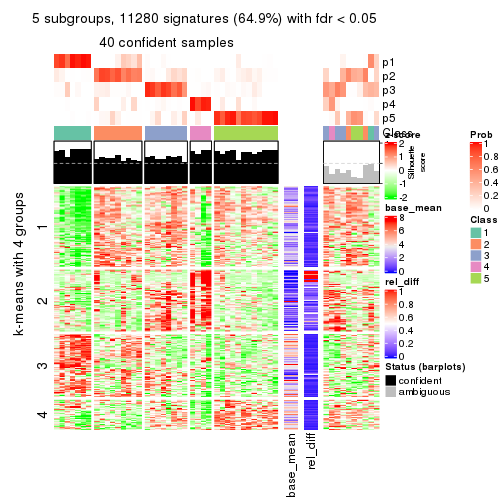 5 subgroups, 11280 signatures (64.9%) with fdr < 0.05
40 confident samples
p1
p2
p3
p4
p5
Class
Silhouette
score
k-means with 4 groups
1
2
3
4
base_mean
rel_diff
z-score
2
1
0
-1
-2
base_mean
8
6
4
2
0
rel_diff
1
0.8
0.6
0.4
0.2
0
Status (barplots)
confident
ambiguous
Prob
1
0.8
0.6
0.4
0.2
0
Class
1
2
3
4
5